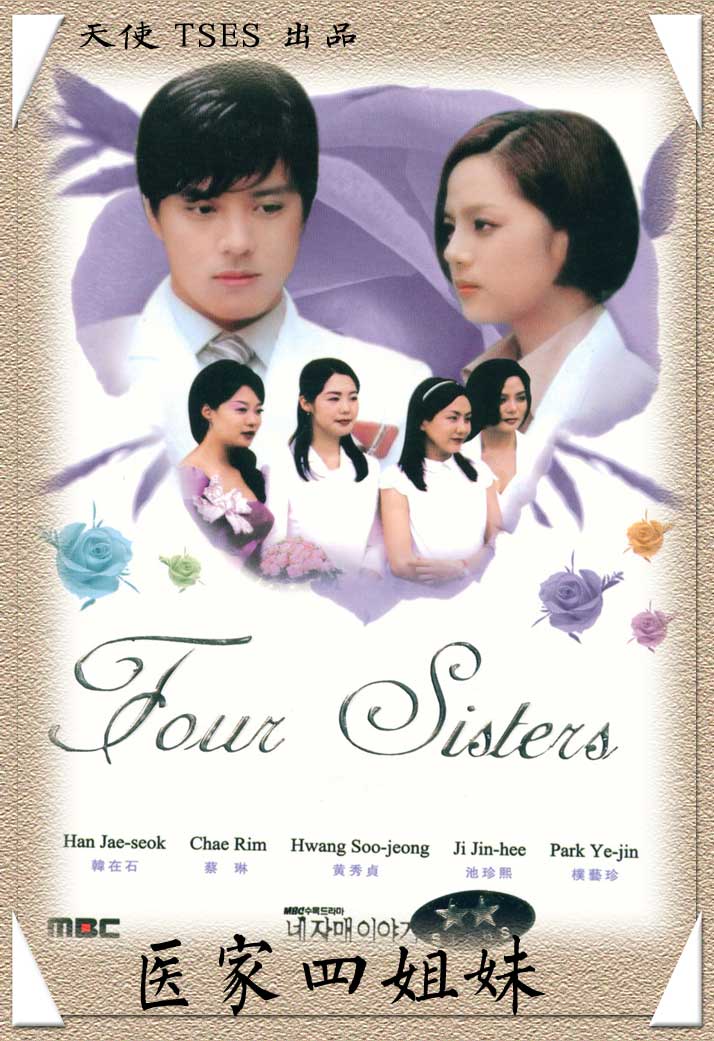 天使 TSES 出品
Four Sisters
Han Jae-seok Chae Rim Hwang Soo-jeong Ji Jin-hee Park Ye-jin
韓在石 蔡琳 黄秀貞 池珍熙 樸藝珍
MBC MBC수목드라마
네자매이야기
医家四姐妹